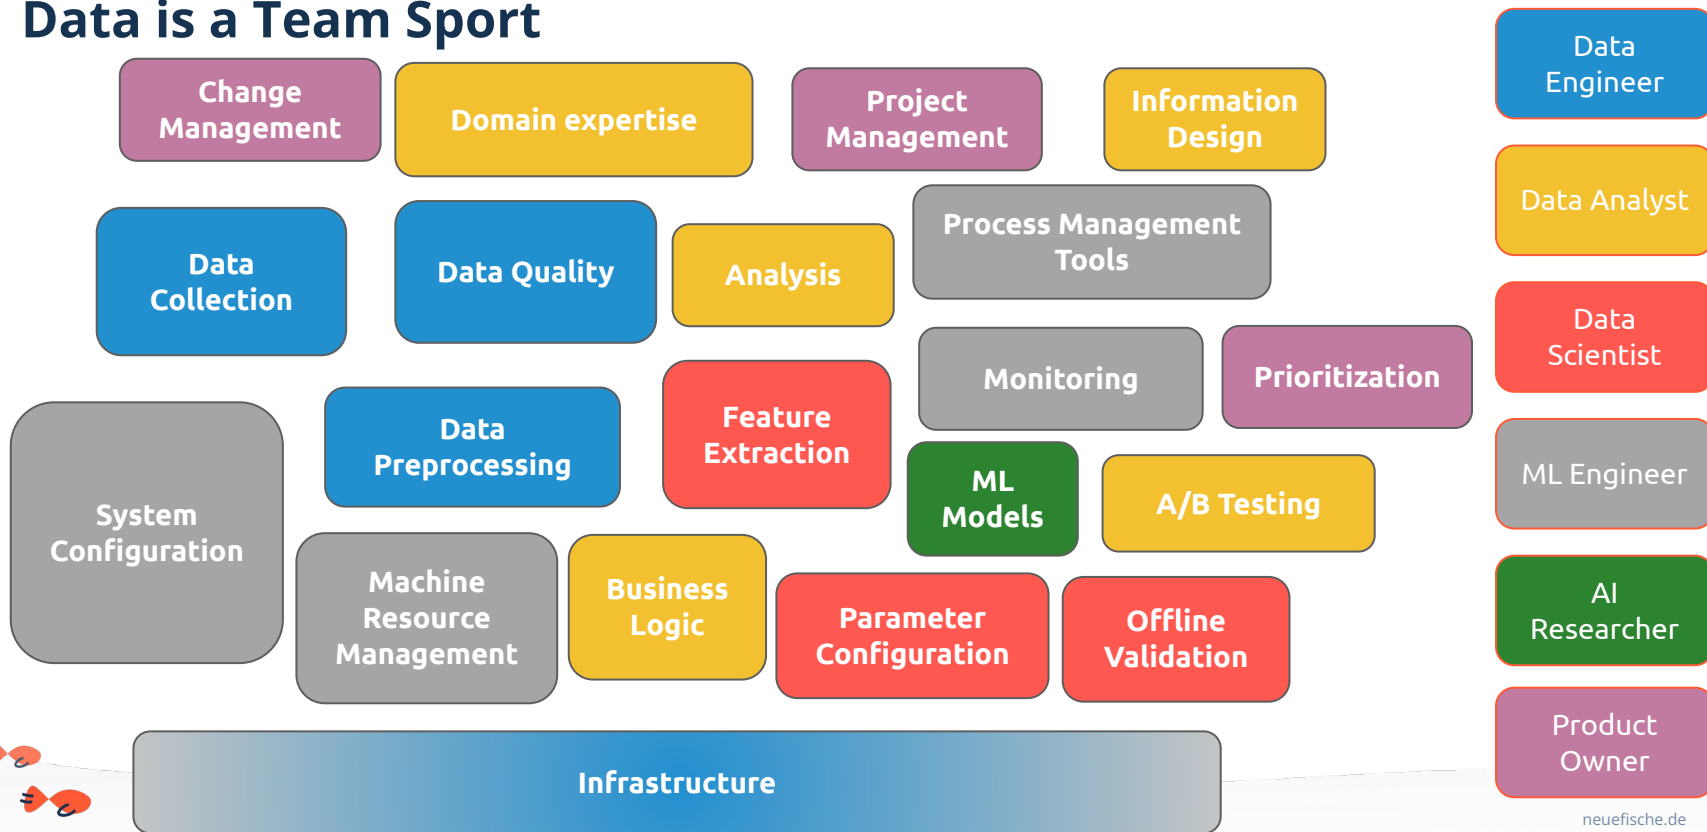 Data is a Team Sport
Change
Management
Domain expertise
Project
Management
Information
Design
Data
Collection
Data Quality
Analysis
Process Management
Tools
Monitoring
Prioritization
System
Configuration
Data
Preprocessing
Feature
Extraction
ML
Models
A/B Testing
Machine
Resource
Management
Business
Logic
Parameter
Configuration
Offline
Validation
Infrastructure
Data
Engineer
Data Analyst
Data
Scientist
ML Engineer
AI
Researcher
Product
Owner
neuefische.de